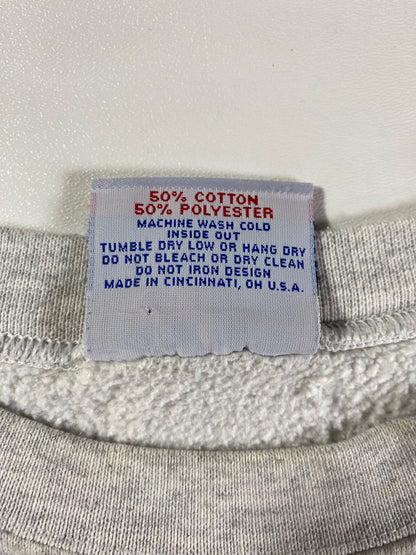 50% COTTON
50% POLYESTER
MACHINE WASH COLD
INSIDE OUT
TUMBLE DRY LOW OR HANG DRY
DO NOT BLEACH OR DRY CLEAN
DO NOT IRON DESIGN
MADE IN CINCINNATI, OH U.S.A.